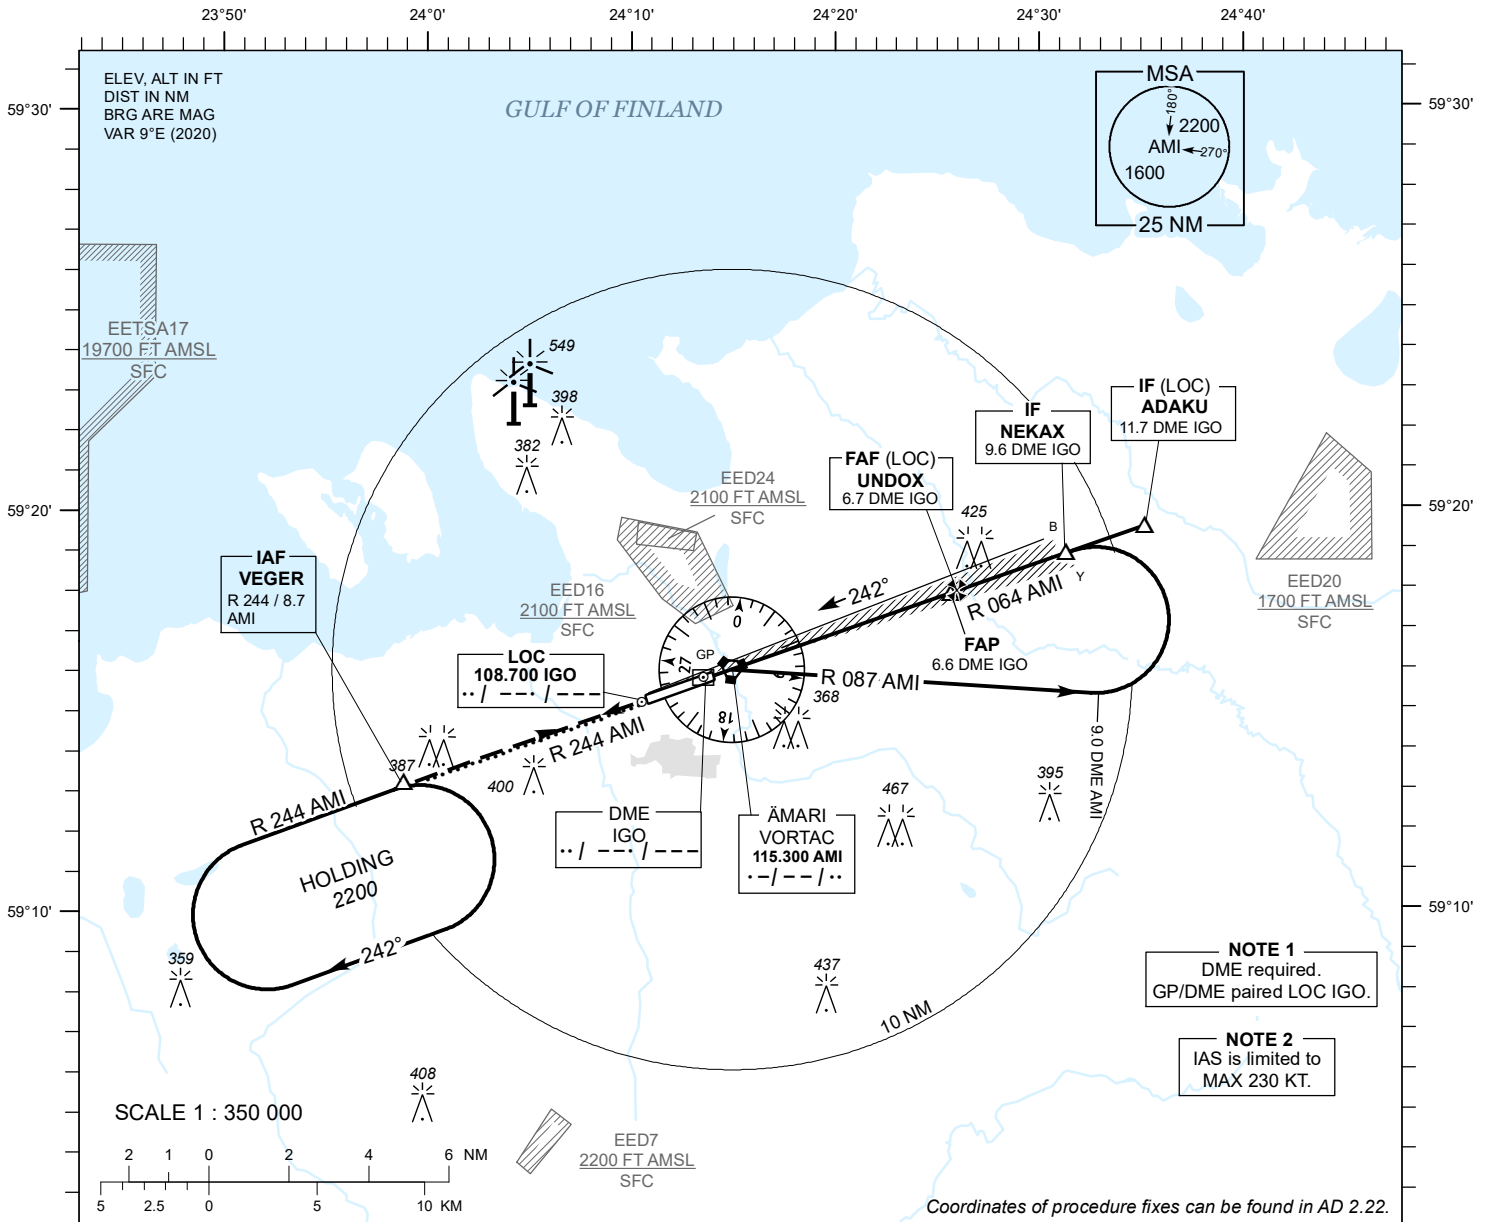 23°50'
24°0'
24°10'
24°20'
24°30'
24°40'
ELEV, ALT IN FT
DIST IN NM
BRG ARE MAG
VAR 9°E (2020)
59°30'
GULF OF FINLAND
MSA
180°
2200
AMI
270°
1600
25 NM
59°30'
EETSA17
19700 FT AMSL
SFC
549
398
382
IF (LOC)
ADAKU
11.7 DME IGO
IF
NEKAX
9.6 DME IGO
FAF (LOC)
UNDOX
6.7 DME IGO
EED24
2100 FT AMSL
SFC
425
B
Y
59°20'
59°20'
IAF
VEGER
R 244 / 8.7
AMI
EED16
2100 FT AMSL
SFC
242°
R 064 AMI
EED20
1700 FT AMSL
SFC
FAP
6.6 DME IGO
0
GP
27
9
18
LOC
108.700 IGO
·· / ––· / –––
R 087 AMI
368
R 244 AMI
387
400
9.0 DME AMI
395
467
R 244 AMI
HOLDING
2200
DME
IGO
·· / ––· / –––
ÄMARI
VORTAC
115.300 AMI
·– / –– / ··
59°10'
59°10'
242°
359
437
10 NM
NOTE 1
DME required.
GP/DME paired LOC IGO.
NOTE 2
IAS is limited to
MAX 230 KT.
408
SCALE 1 : 350 000
2 1 0 2 4 6 NM
5 2.5 0 5 10 KM
EED7
2200 FT AMSL
SFC
Coordinates of procedure fixes can be found in AD 2.22.